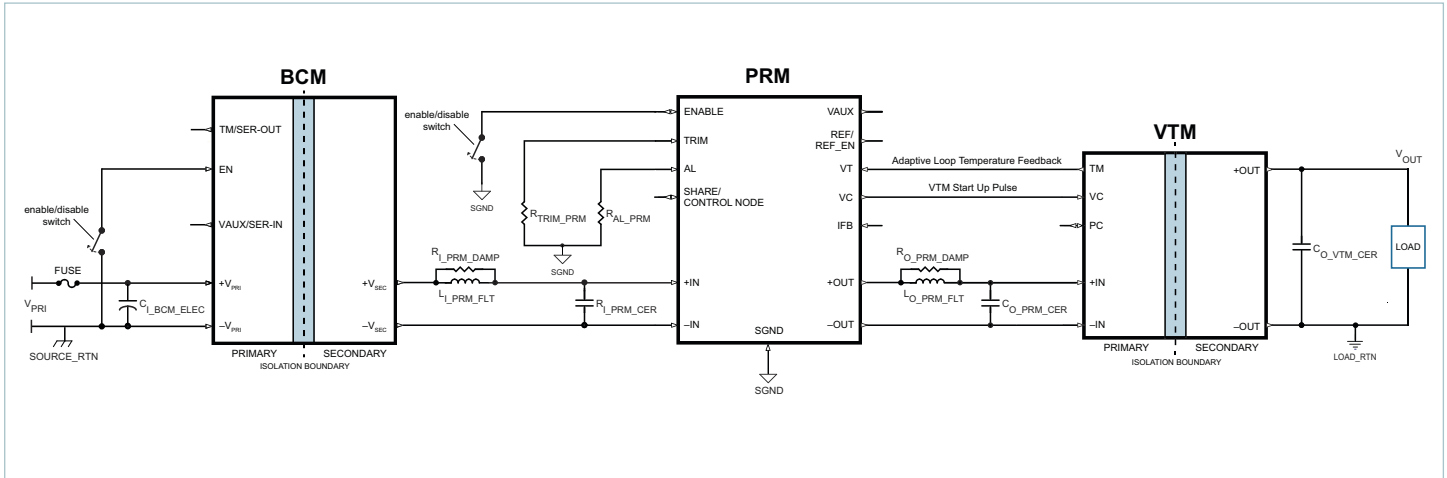 BCM
TM/SER-OUT
EN
enable/disable
switch
VAUX/SER-IN
FUSE
+VPRI
VPRI
CI_BCM_ELEC
–VPRI
SOURCE_RTN
+VSEC
–VSEC
PRIMARY
SECONDARY
ISOLATION BOUNDARY
enable/disable
switch
SGND
RTRIM_PRM
RAL_PRM
SGND
RI_PRM_DAMP
LI_PRM_FLT
RI_PRM_CER
PRM
ENABLE
TRIM
AL
SHARE/
CONTROL NODE
+IN
–IN
VAUX
REF/
REF_EN
VT
VC
IFB
+OUT
–OUT
SGND
SGND
Adaptive Loop Temperature Feedback
VTM Start Up Pulse
RO_PRM_DAMP
LO_PRM_FLT
CO_PRM_CER
VTM
TM
VC
PC
+IN
–IN
+OUT
–OUT
PRIMARY
SECONDARY
ISOLATION BOUNDARY
VOUT
CO_VTM_CER
LOAD
LOAD_RTN